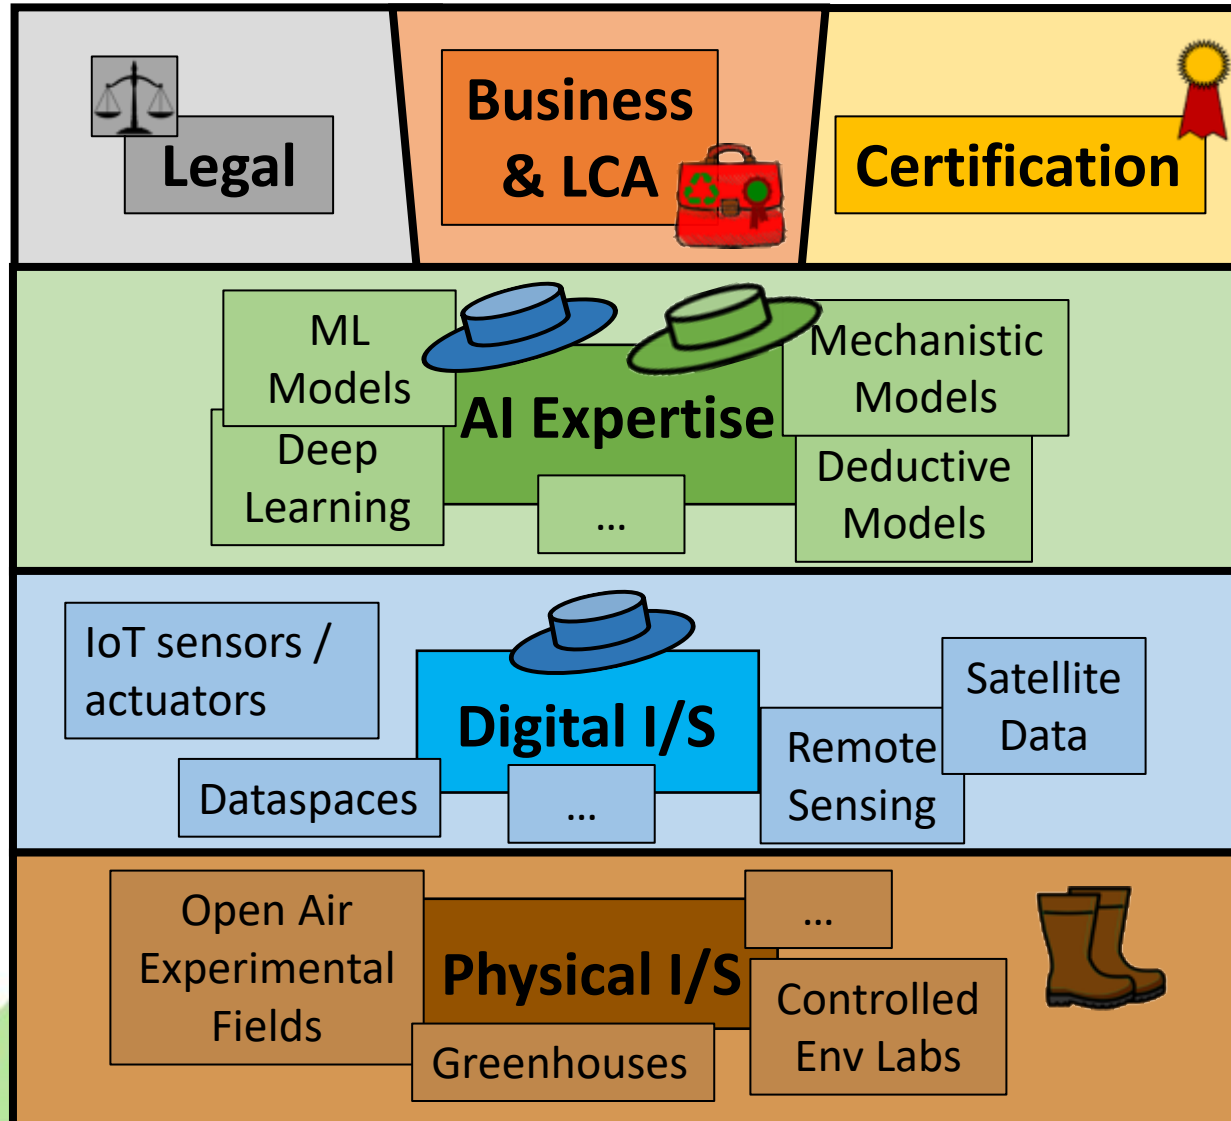 Legal
Business
& LCA
Certification
ML
Models
Deep
Learning
AI Expertise
...
Mechanistic
Models
Deductive
Models
IoT sensors /
actuators
Dataspaces
Digital I/S
...
Remote
Sensing
Satellite
Data
Open Air
Experimental
Fields
Physical I/S
Greenhouses
...
Controlled
Env Labs